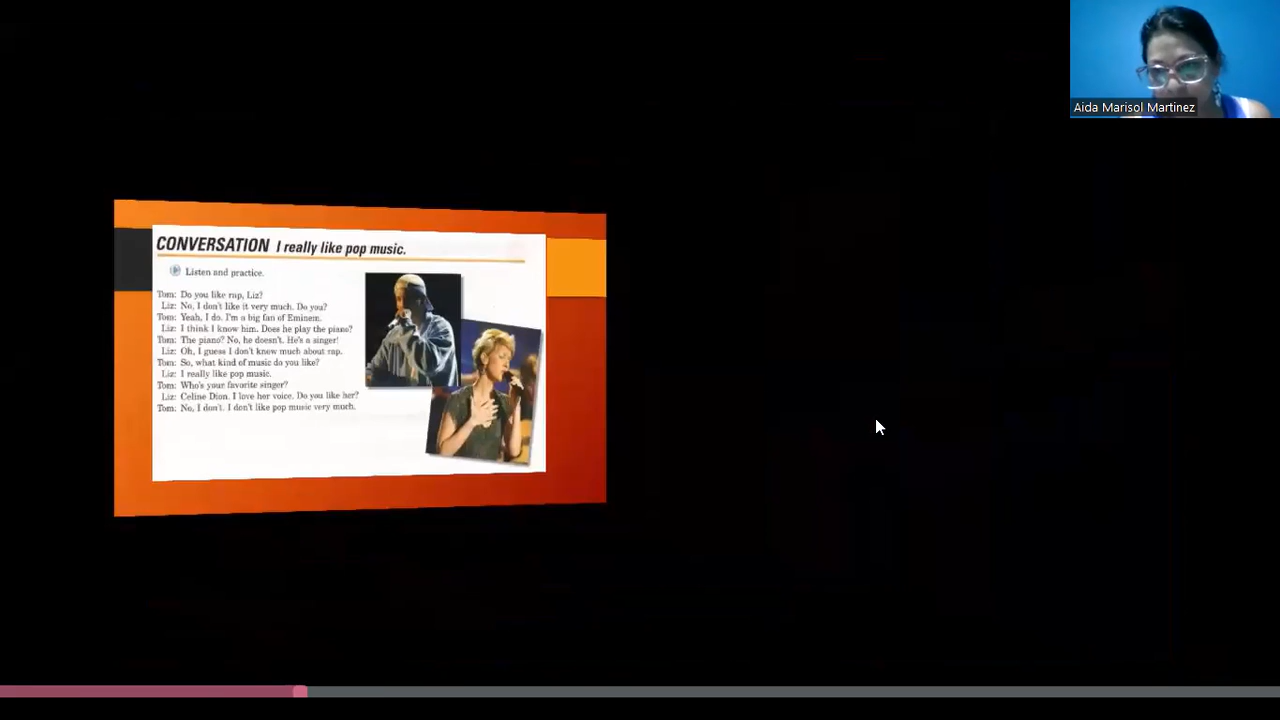 Aida Marisol Martinez
CONVERSATION I really like pop music.
Listen and practice.
Tom: Do you like rap, Liz?
Liz: No, I don't like it very much. Do you?
Tom: Yeah, I do. I'm a big fan of Eminem.
Liz: I think I know him. Does he play the piano?
Tom: The piano? No, he doesn't. He's a singer!
Liz: Oh, I guess I don't know much about rap.
Tom: So, what kind of music do you like?
Liz: I really like pop music.
Tom: Who's your favorite singer?
Liz: Celine Dion. I love her voice. Do you like her?
Tom: No, I don't. I don't like pop music very much.